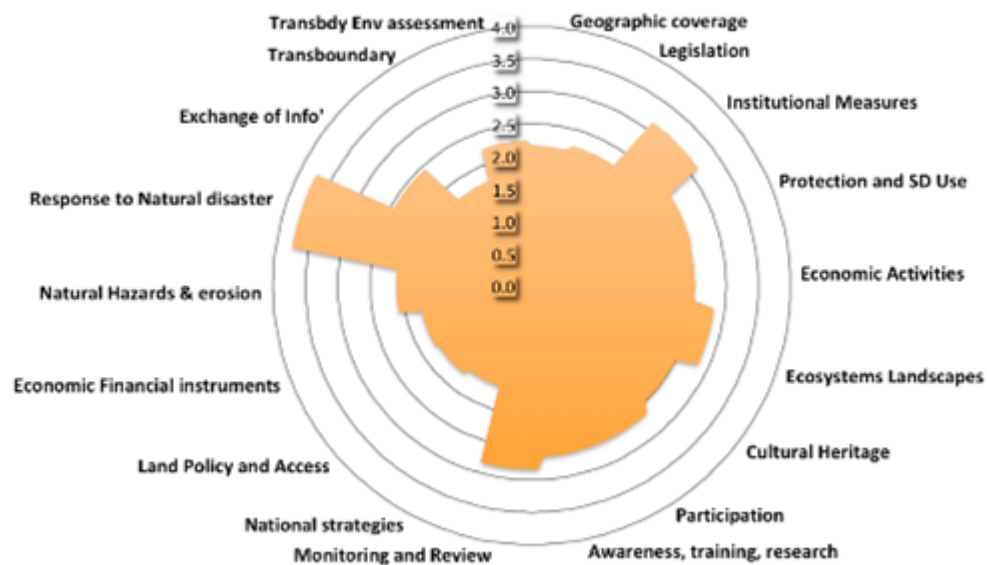 Transbdy Env assessment
4.0
Geographic coverage
Transboundary
3.5
Legislation
3.0
Exchange of Info'
Institutional Measures
2.5
2.0
Response to Natural disaster
Protection and SD Use
1.5
1.0
0.5
Economic Activities
0.0
Natural Hazards & erosion
Economic Financial instruments
Ecosystems Landscapes
Land Policy and Access
Cultural Heritage
National strategies
Participation
Monitoring and Review
Awareness, training, research